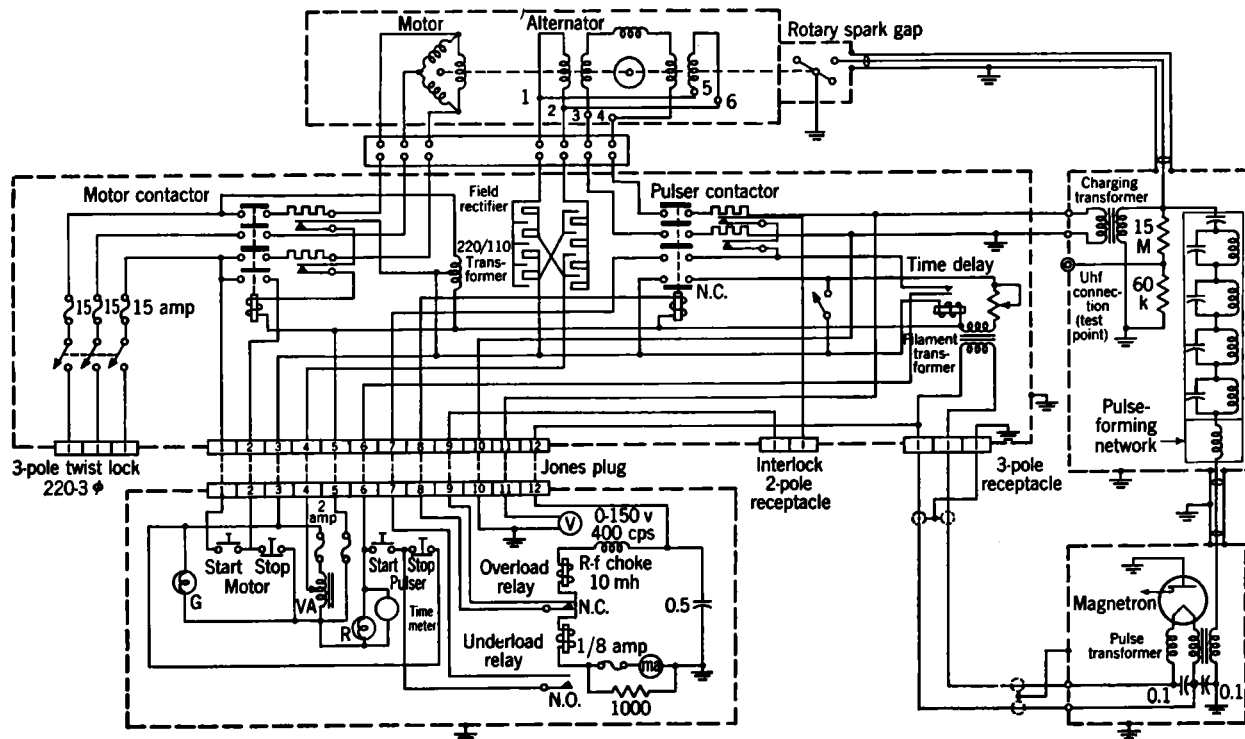 Motor
Alternator
Rotary spark gap
1
2
3
4
5
6
Motor contactor
Field
rectifier
220/110
Trans-
former
Pulser contactor
N.C.
Time delay
Filament
trans-
former
Charging
transformer
15
M
60
k
Uhf
connection
(test
point)
Pulse-
forming
network
15
15
15 amp
3-pole twist lock
220-3 ϕ
1 2 3 4 5 6 7 8 9 10 11 12
Jones plug
Interlock
2-pole
receptacle
3-pole
receptacle
1 2 3 4 5 6 7 8 9 10 11 12
2
amp
Start
Stop
Motor
G
VA
Start
Stop
Pulser
Time
meter
R
V
0-150 v
400 cps
R-f choke
10 mh
Overload
relay
N.C.
0.5
Underload
relay
1/8 amp
ma
N.O.
1000
Magnetron
Pulse
transformer
0.1
0.1